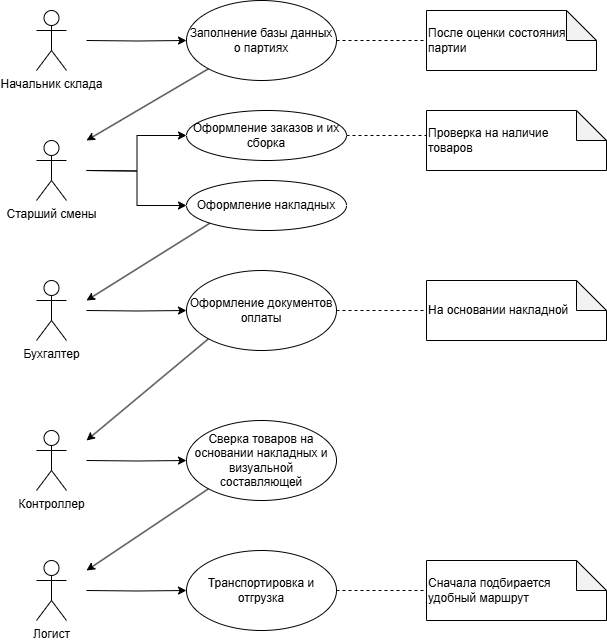 Заполнение базы данных
о партиях
После оценки состояния
партии
Начальник склада
Оформление заказов и их
сборка
Проверка на наличие
товаров
Старший смены
Оформление накладных
Оформление документов
оплаты
На основании накладной
Бухгалтер
Сверка товаров на
основании накладных и
визуальной
составляющей
Контроллер
Транспортировка и
отгрузка
Сначала подбирается
удобный маршрут
Логист